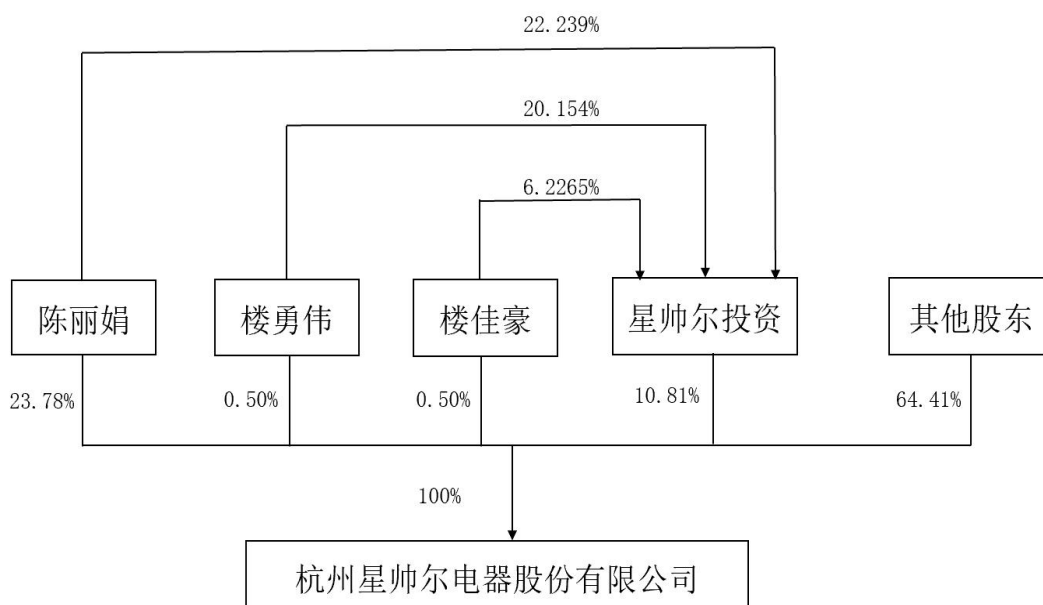 22.239%
20.154%
6.2265%
陈丽娟
楼勇伟
楼佳豪
星帅尔投资
其他股东
23.78%
0.50%
0.50%
10.81%
64.41%
100%
杭州星帅尔电器股份有限公司